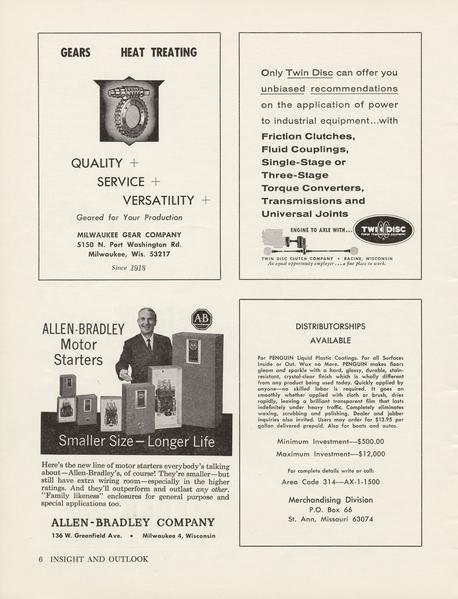 GEARS HEAT TREATING
QUALITY +
SERVICE +
VERSATILITY +
Geared for Your Production
MILWAUKEE GEAR COMPANY
5150 N. Port Washington Rd.
Milwaukee, Wis. 53217
Since 1918
Only Twin Disc can offer you
unbiased recommendations
on the application of power
to industrial equipment...with
Friction Clutches,
Fluid Couplings,
Single-Stage or
Three-Stage
Torque Converters,
Transmissions and
Universal Joints
ENGINE TO AXLE WITH...
TWIN DISC
TWIN DISC CLUTCH COMPANY • RACINE, WISCONSIN
An equal opportunity employer...a fine place to work.
ALLEN-BRADLEY
Motor
Starters
A-B
Smaller Size—Longer Life
Here's the new line of motor starters everybody's talking
about—Allen-Bradley's, of course! They're smaller—but
still have extra wiring room—especially in the higher
ratings. And they'll outperform and outlast any other.
"Family likeness" enclosures for general purpose and
special applications too.
ALLEN-BRADLEY COMPANY
136 W. Greenfield Ave. • Milwaukee 4, Wisconsin
DISTRIBUTORSHIPS
AVAILABLE
For PENGUIN Liquid Plastic Coatings. For all Surfaces
Inside or Out. Wax no More. PENGUIN makes floors
gleam and sparkle with a hard, glossy, durable, stain-
resistant, crystal-clear finish which is wholly different
from any product being used today. Quickly applied by
anyone—no skilled labor is required. It goes on
smoothly whether applied with cloth or brush, dries
rapidly, leaving a brilliant transparent film that lasts
indefinitely under heavy traffic. Completely eliminates
waxing, scrubbing and polishing. Dealer and jobber
inquiries also invited. Users may order for $13.95 per
gallon delivered prepaid. Also for boats and autos.
Minimum Investment—$500.00
Maximum Investment—$12,000
For complete details write or call:
Area Code 314—AX-1-1500
Merchandising Division
P.O. Box 66
St. Ann, Missouri 63074
6 INSIGHT AND OUTLOOK